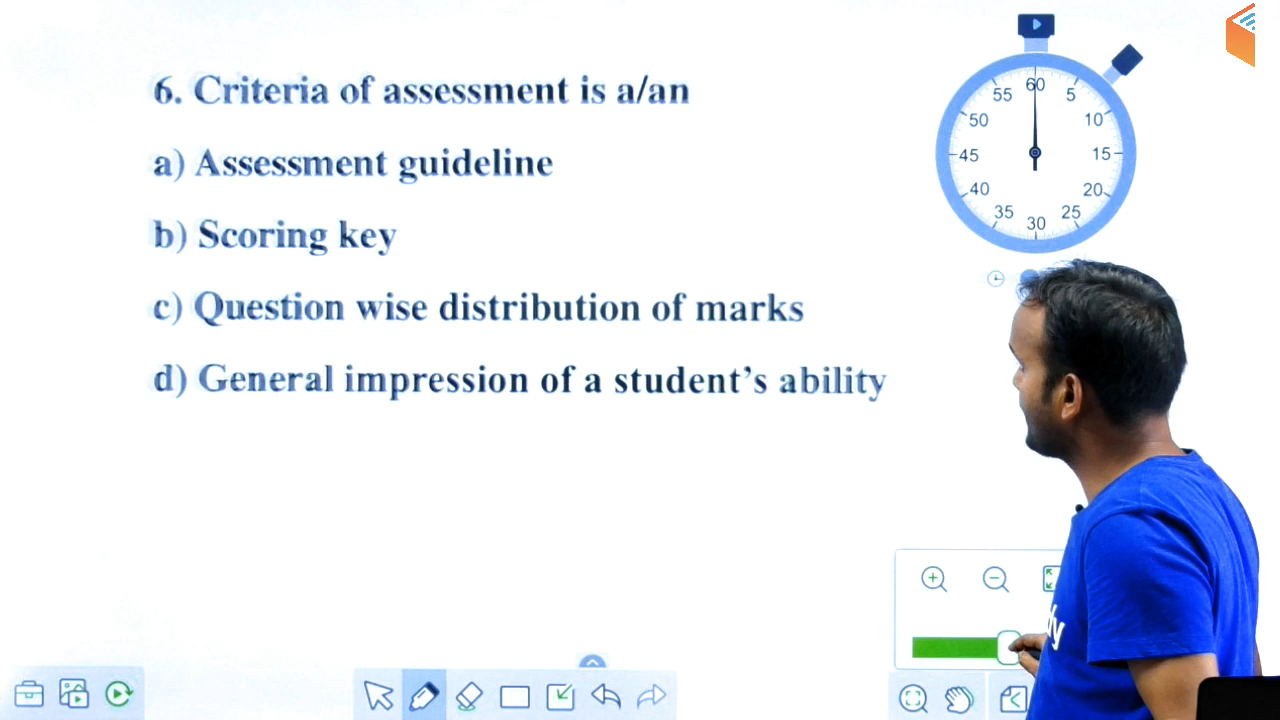 6. Criteria of assessment is a/an
a) Assessment guideline
b) Scoring key
c) Question wise distribution of marks
d) General impression of a student's ability
60
55 5
50 10
45 15
40 20
35 25
30
dy